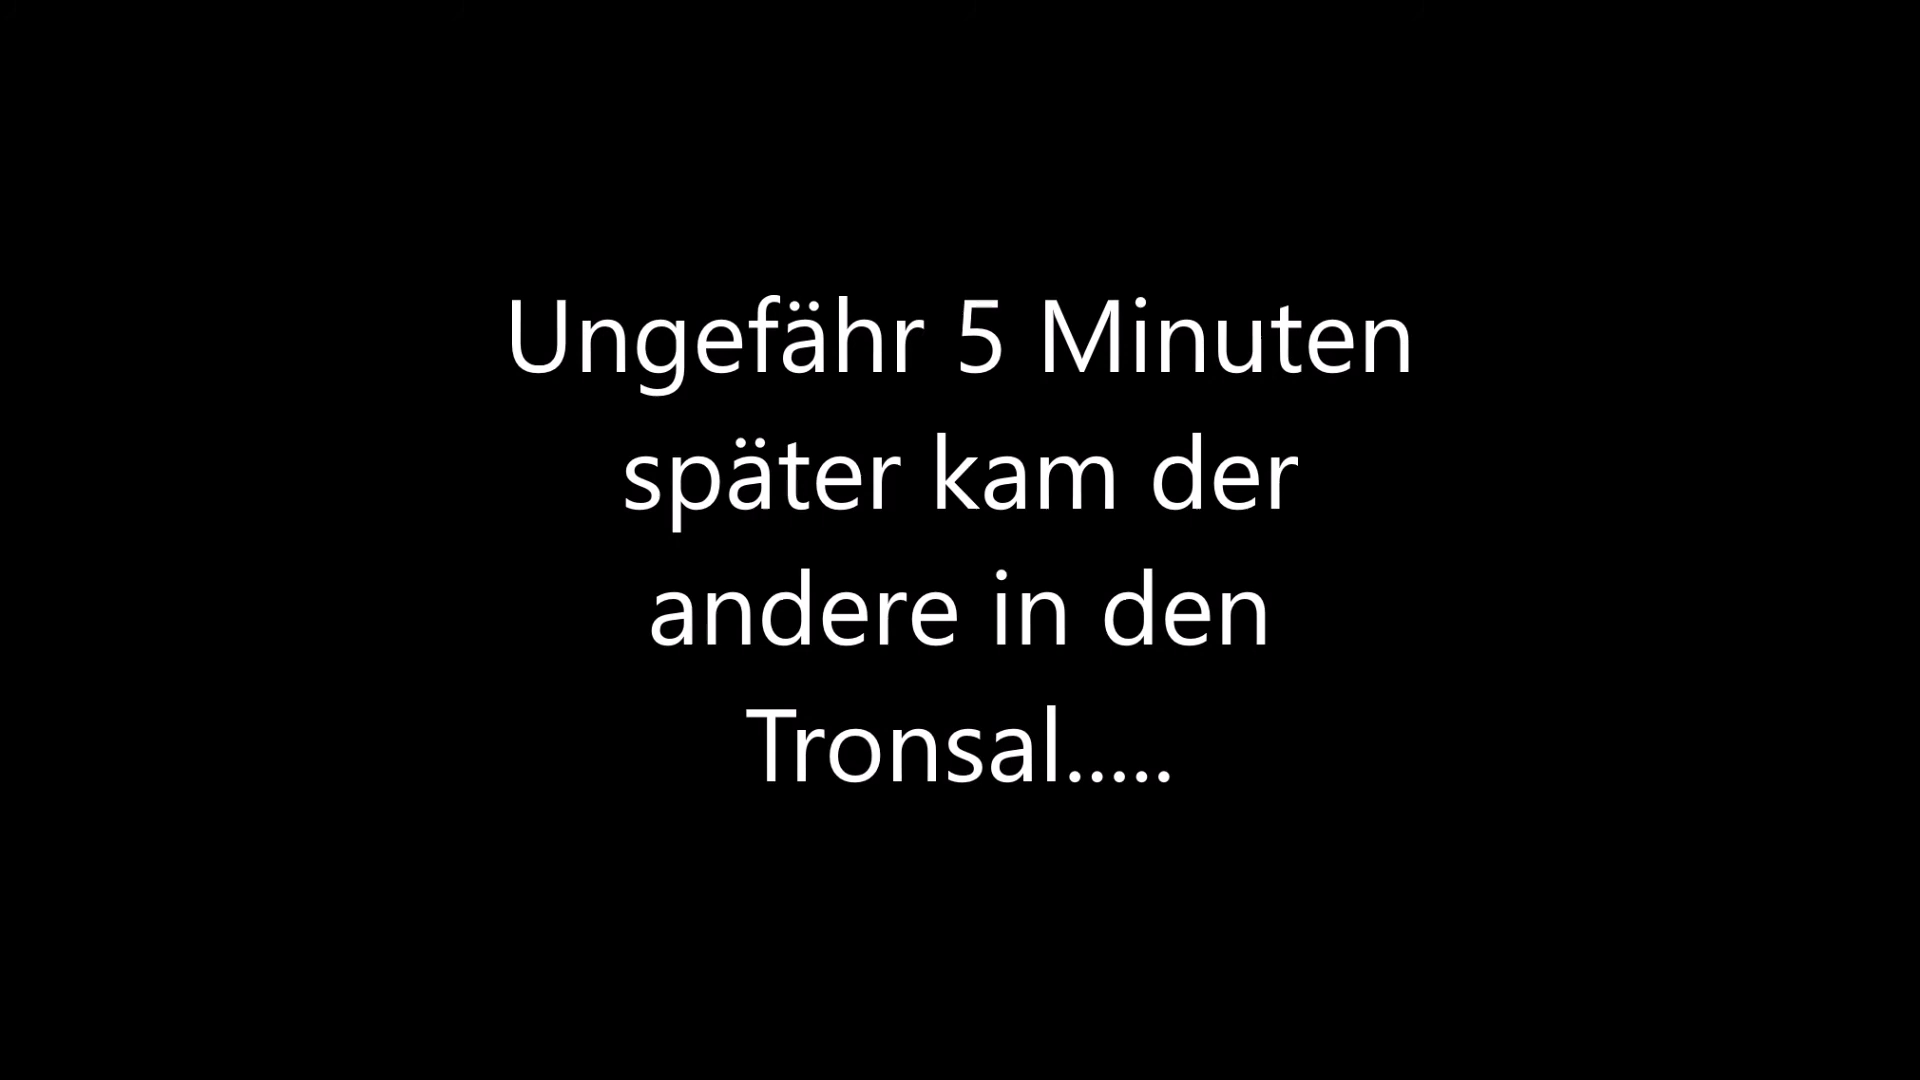 Ungefähr 5 Minuten
später kam der
andere in den
Tronsal.....